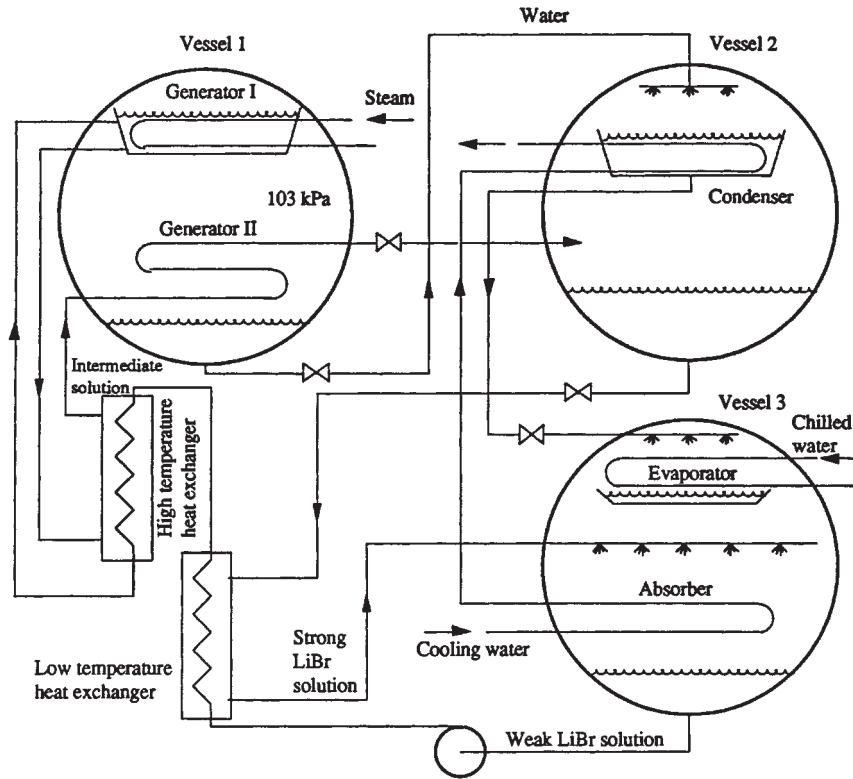 Water
Vessel 1
Vessel 2
Generator I
Steam
103 kPa
Condenser
Generator II
Intermediate
solution
High temperature
heat exchanger
Vessel 3
Chilled
water
Evaporator
Absorber
Strong
LiBr
solution
Cooling water
Low temperature
heat exchanger
Weak LiBr solution